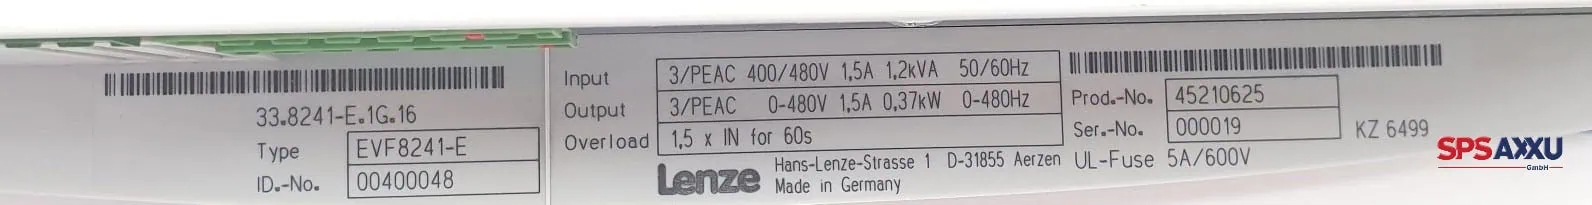 33.8241-E.1G.16
Type EVF8241-E
ID.-No. 00400048
Input 3/PEAC 400/480V 1,5A 1,2kVA 50/60Hz
Output 3/PEAC 0-480V 1,5A 0,37kW 0-480Hz
Overload 1,5 x IN for 60s
Lenze
Hans-Lenze-Strasse 1 D-31855 Aerzen
Made in Germany
Prod.-No. 45210625
Ser.-No. 000019
KZ 6499
UL-Fuse 5A/600V
SPS AXXU
GmbH